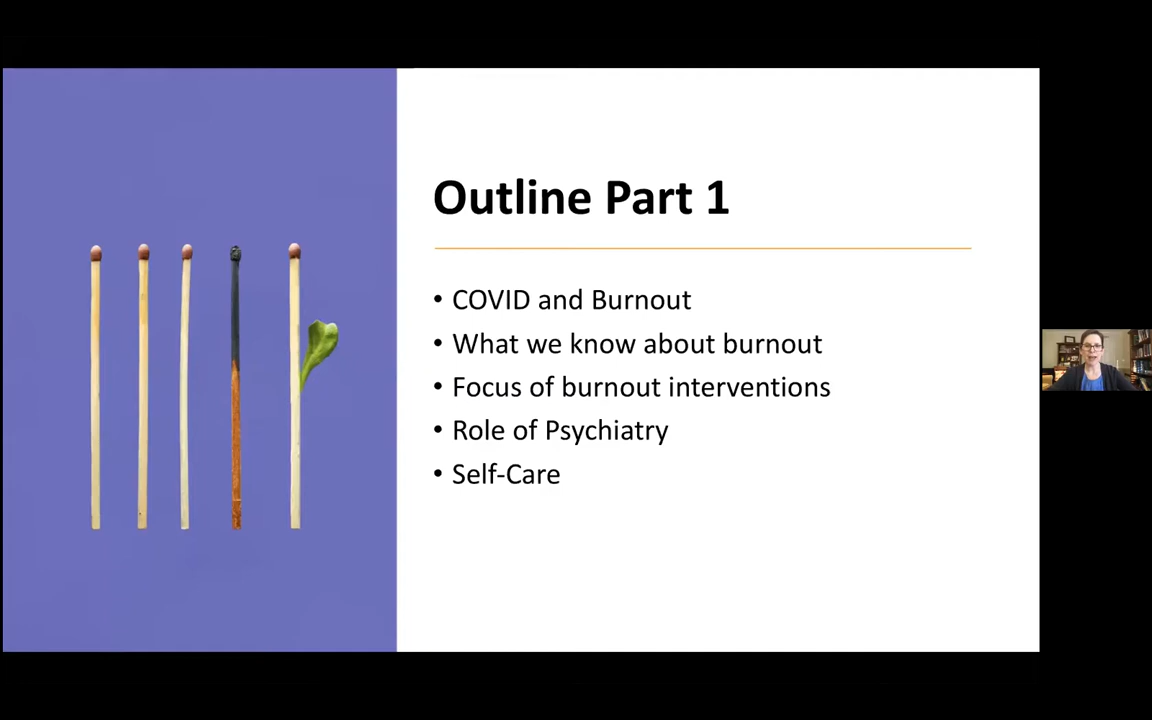 Outline Part 1
• COVID and Burnout
• What we know about burnout
• Focus of burnout interventions
• Role of Psychiatry
• Self-Care